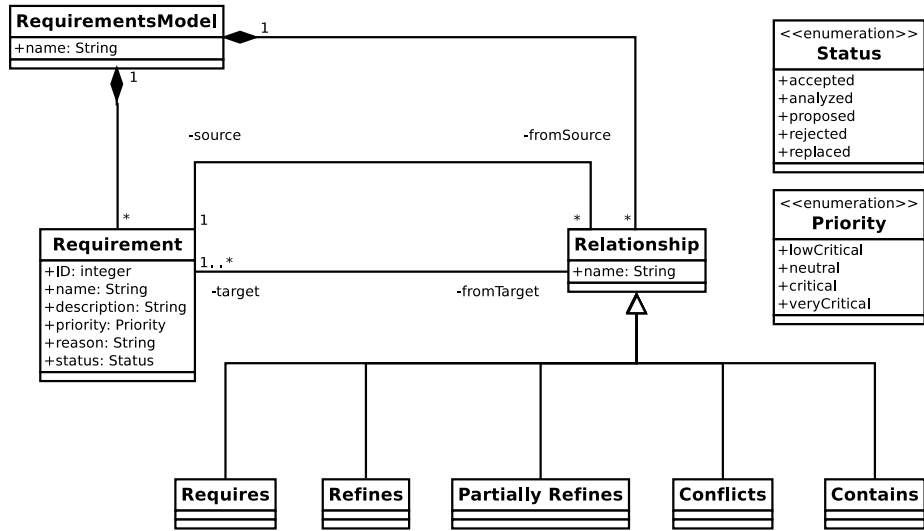 RequirementsModel
+name: String
1
1
<<enumeration>>
Status
+accepted
+analyzed
+proposed
+rejected
+replaced
-source
-fromSource
<<enumeration>>
Priority
+lowCritical
+neutral
+critical
+veryCritical
*
1
*
*
Requirement
+ID: integer
+name: String
+description: String
+priority: Priority
+reason: String
+status: Status
1..*
-target
-fromTarget
Relationship
+name: String
Requires
Refines
Partially Refines
Conflicts
Contains